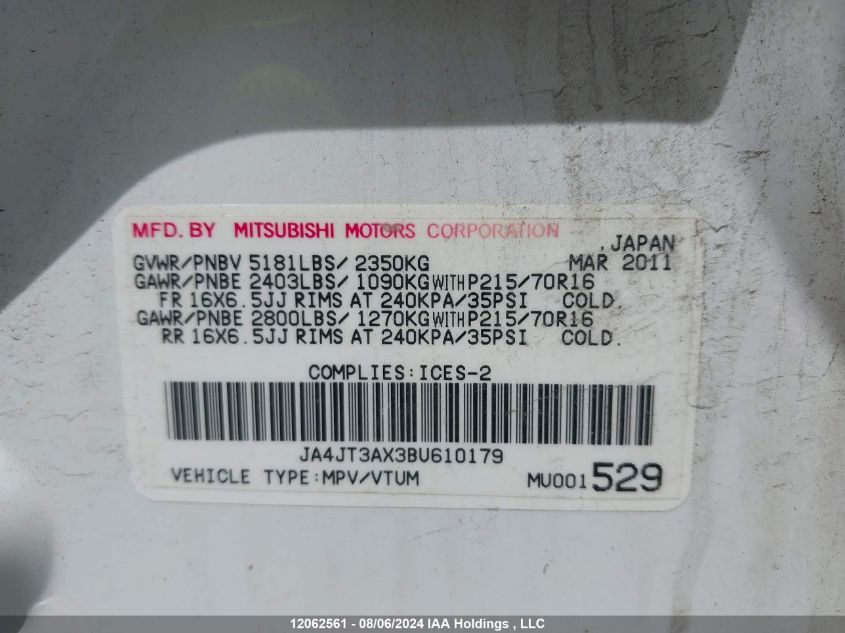 MFD. BY MITSUBISHI MOTORS CORPORATION , JAPAN
GVWR/PNBV 5181LBS/ 2350KG MAR 2011
GAWR/PNBE 2403LBS/ 1090KG WITH P215/70R16
FR 16X6.5JJ RIMS AT 240KPA/35PSI COLD.
GAWR/PNBE 2800LBS/ 1270KG WITH P215/70R16
RR 16X6.5JJ RIMS AT 240KPA/35PSI COLD.
COMPLIES:ICES-2
JA4JT3AX3BU610179
VEHICLE TYPE:MPV/VTUM MU001529
12062561 - 08/06/2024 IAA Holdings , LLC